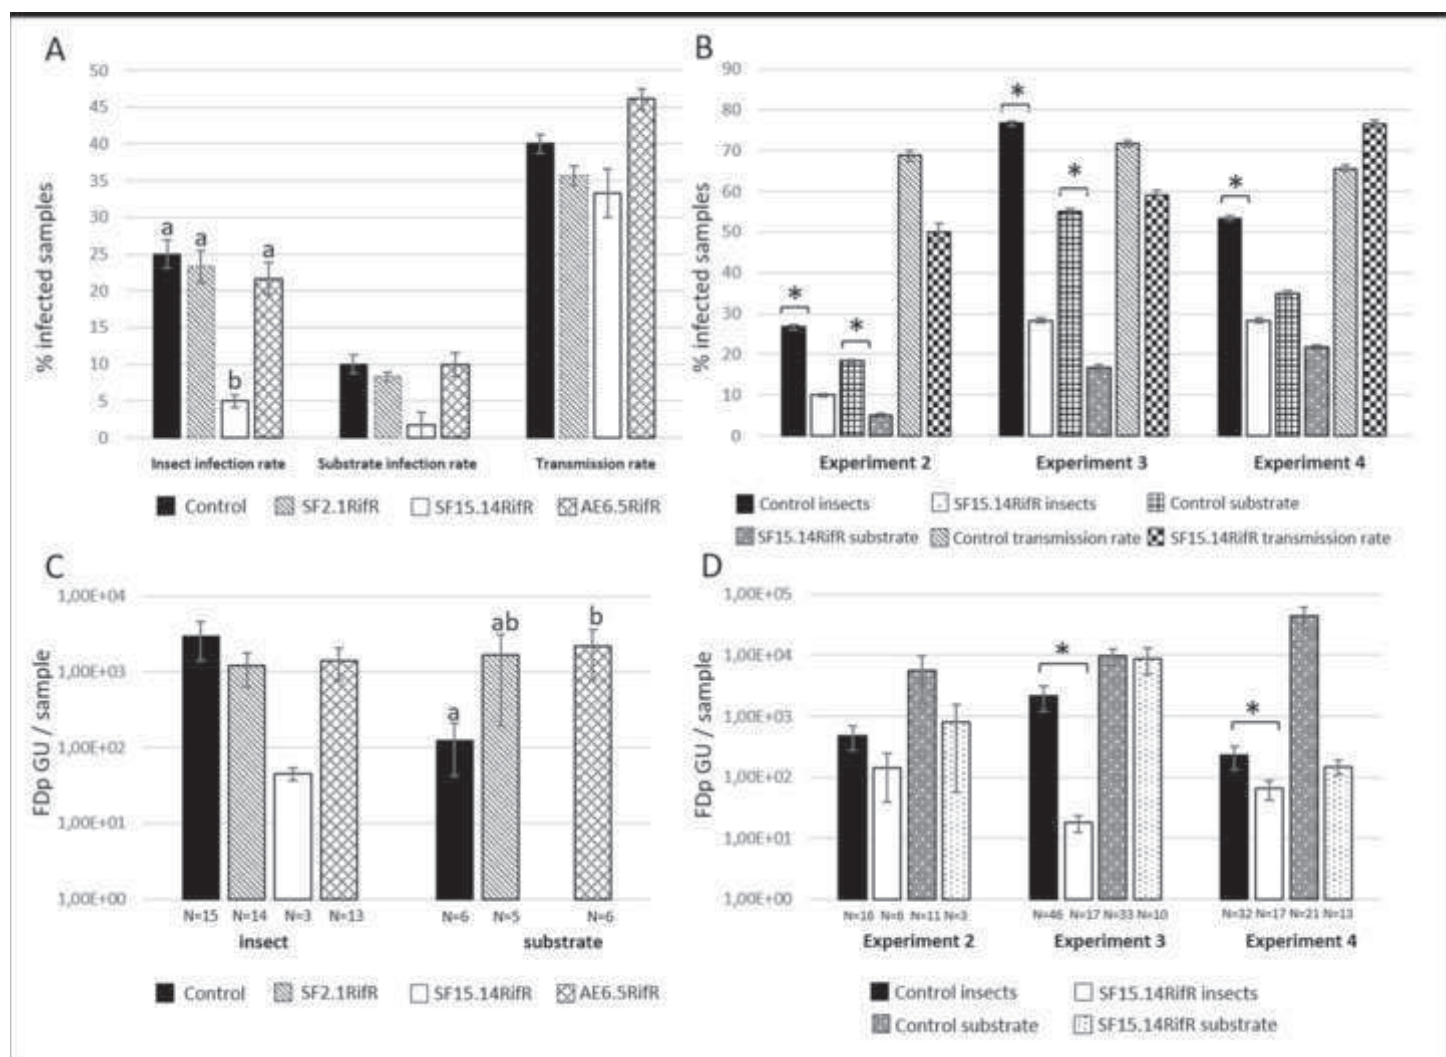 A
50
45
40
35
30
25
20
15
10
5
0
% infected samples
a a a
b
Insect infection rate Substrate infection rate Transmission rate
Control SF2.1RifR SF15.14RifR AE6.5RifR
B
90
80
70
60
50
40
30
20
10
0
% infected samples
* * * * *
Experiment 2 Experiment 3 Experiment 4
Control insects SF15.14RifR insects Control substrate
SF15.14RifR substrate Control transmission rate SF15.14RifR transmission rate
C
1,00E+04
1,00E+03
1,00E+02
1,00E+01
1,00E+00
FDp GU / sample
a ab b
N=15 N=14 N=3 N=13 N=6 N=5 N=6
insect substrate
Control SF2.1RifR SF15.14RifR AE6.5RifR
D
1,00E+05
1,00E+04
1,00E+03
1,00E+02
1,00E+01
1,00E+00
FDp GU / sample
* *
N=16 N=6 N=11 N=3 N=46 N=17 N=33 N=10 N=32 N=17 N=21 N=13
Experiment 2 Experiment 3 Experiment 4
Control insects SF15.14RifR insects
Control substrate SF15.14RifR substrate